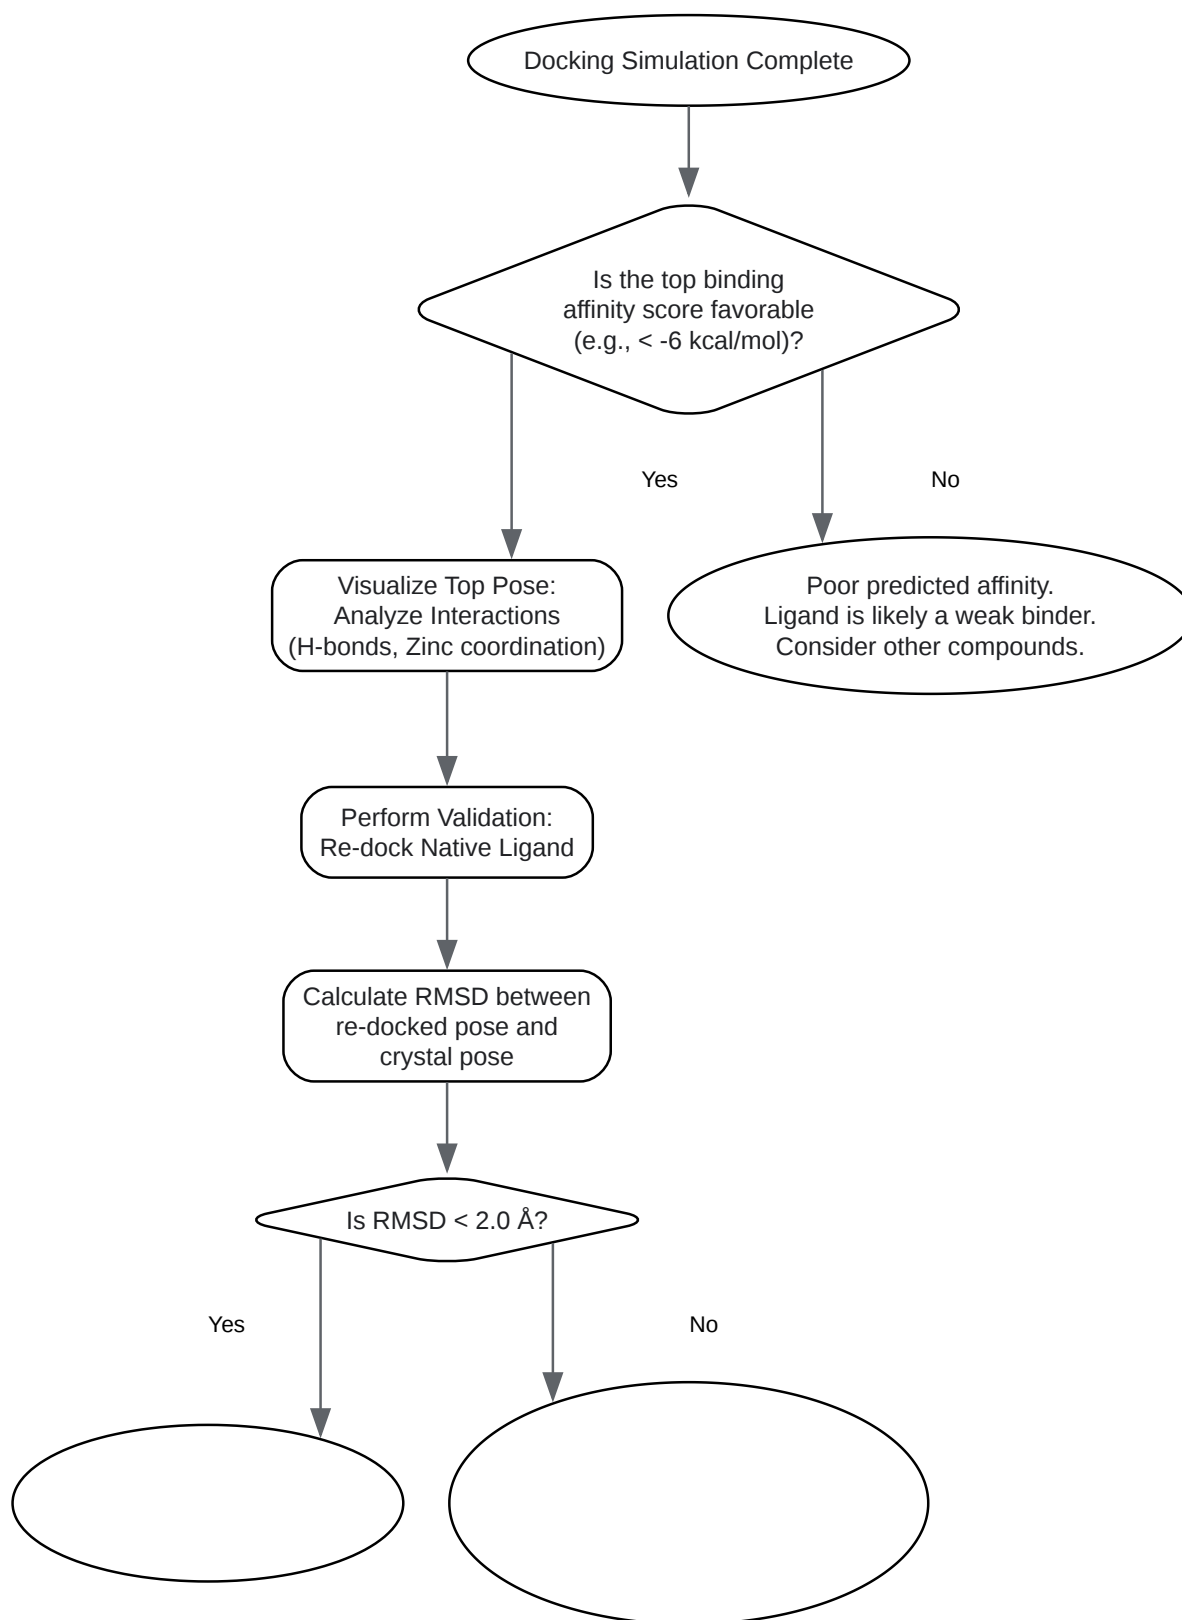 Docking Simulation Complete
Is the top binding
affinity score favorable
(e.g., < -6 kcal/mol)?
Yes
No
Visualize Top Pose:
Analyze Interactions
(H-bonds, Zinc coordination)
Poor predicted affinity.
Ligand is likely a weak binder.
Consider other compounds.
Perform Validation:
Re-dock Native Ligand
Calculate RMSD between
re-docked pose and
crystal pose
Is RMSD < 2.0 Å?
Yes
No